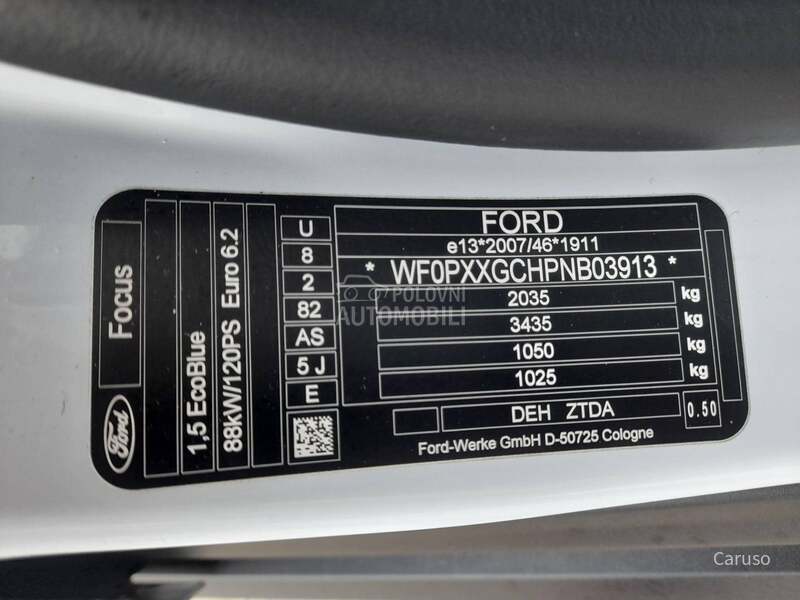 Focus
1,5 EcoBlue
88kW/120PS Euro 6.2
Ford
U
8
2
82
AS
5 J
E
FORD
e13*2007/46*1911
* WF0PXXGCHPNB03913 *
2035 kg
3435 kg
1050 kg
1025 kg
DEH ZTDA
0.50
Ford-Werke GmbH D-50725 Cologne
POLOVNI
AUTOMOBILI
Caruso